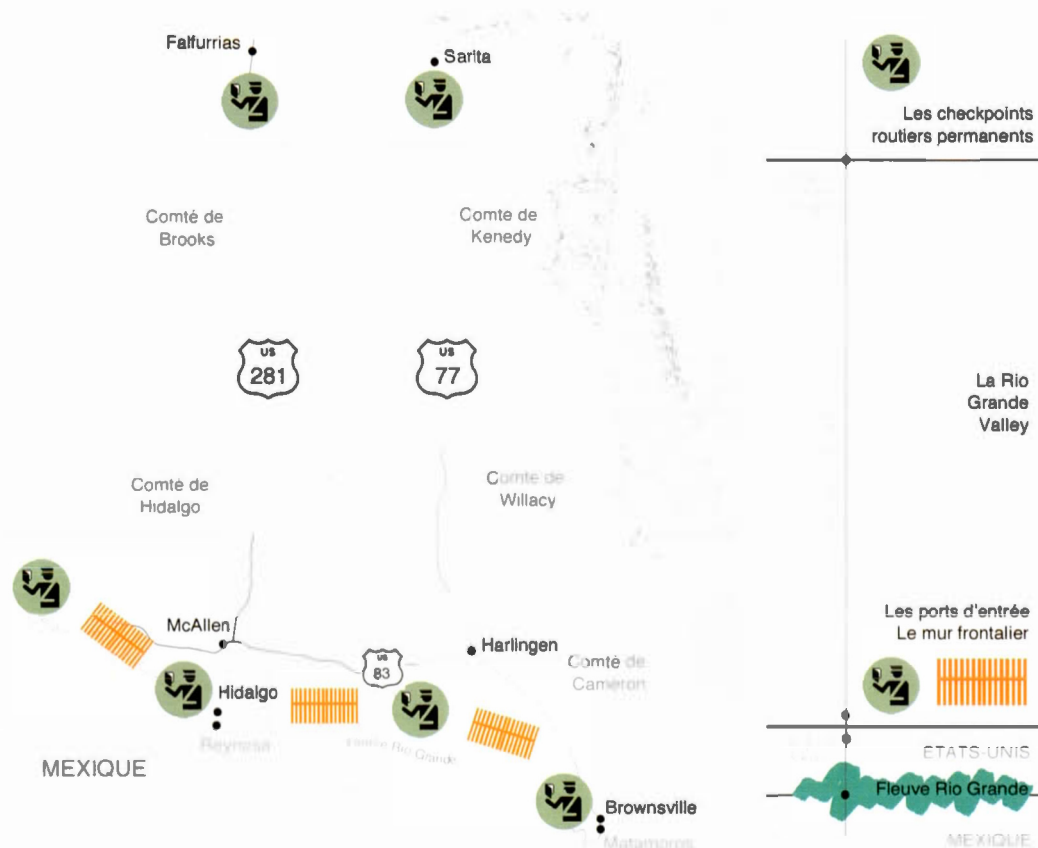 Falfurrias
Sarita
Comté de
Brooks
Comte de
Kenedy
US
281
US
77
Comté de
Hidalgo
Comte de
Willacy
McAllen
US
83
Harlingen
Hidalgo
Comté de
Cameron
Reynosa
Fleuve Rio Grande
MEXIQUE
Brownsville
Matamoros
Les checkpoints
routiers permanents
La Rio
Grande
Valley
Les ports d'entrée
Le mur frontalier
ETATS-UNIS
Fleuve Rio Grande
MEXIQUE